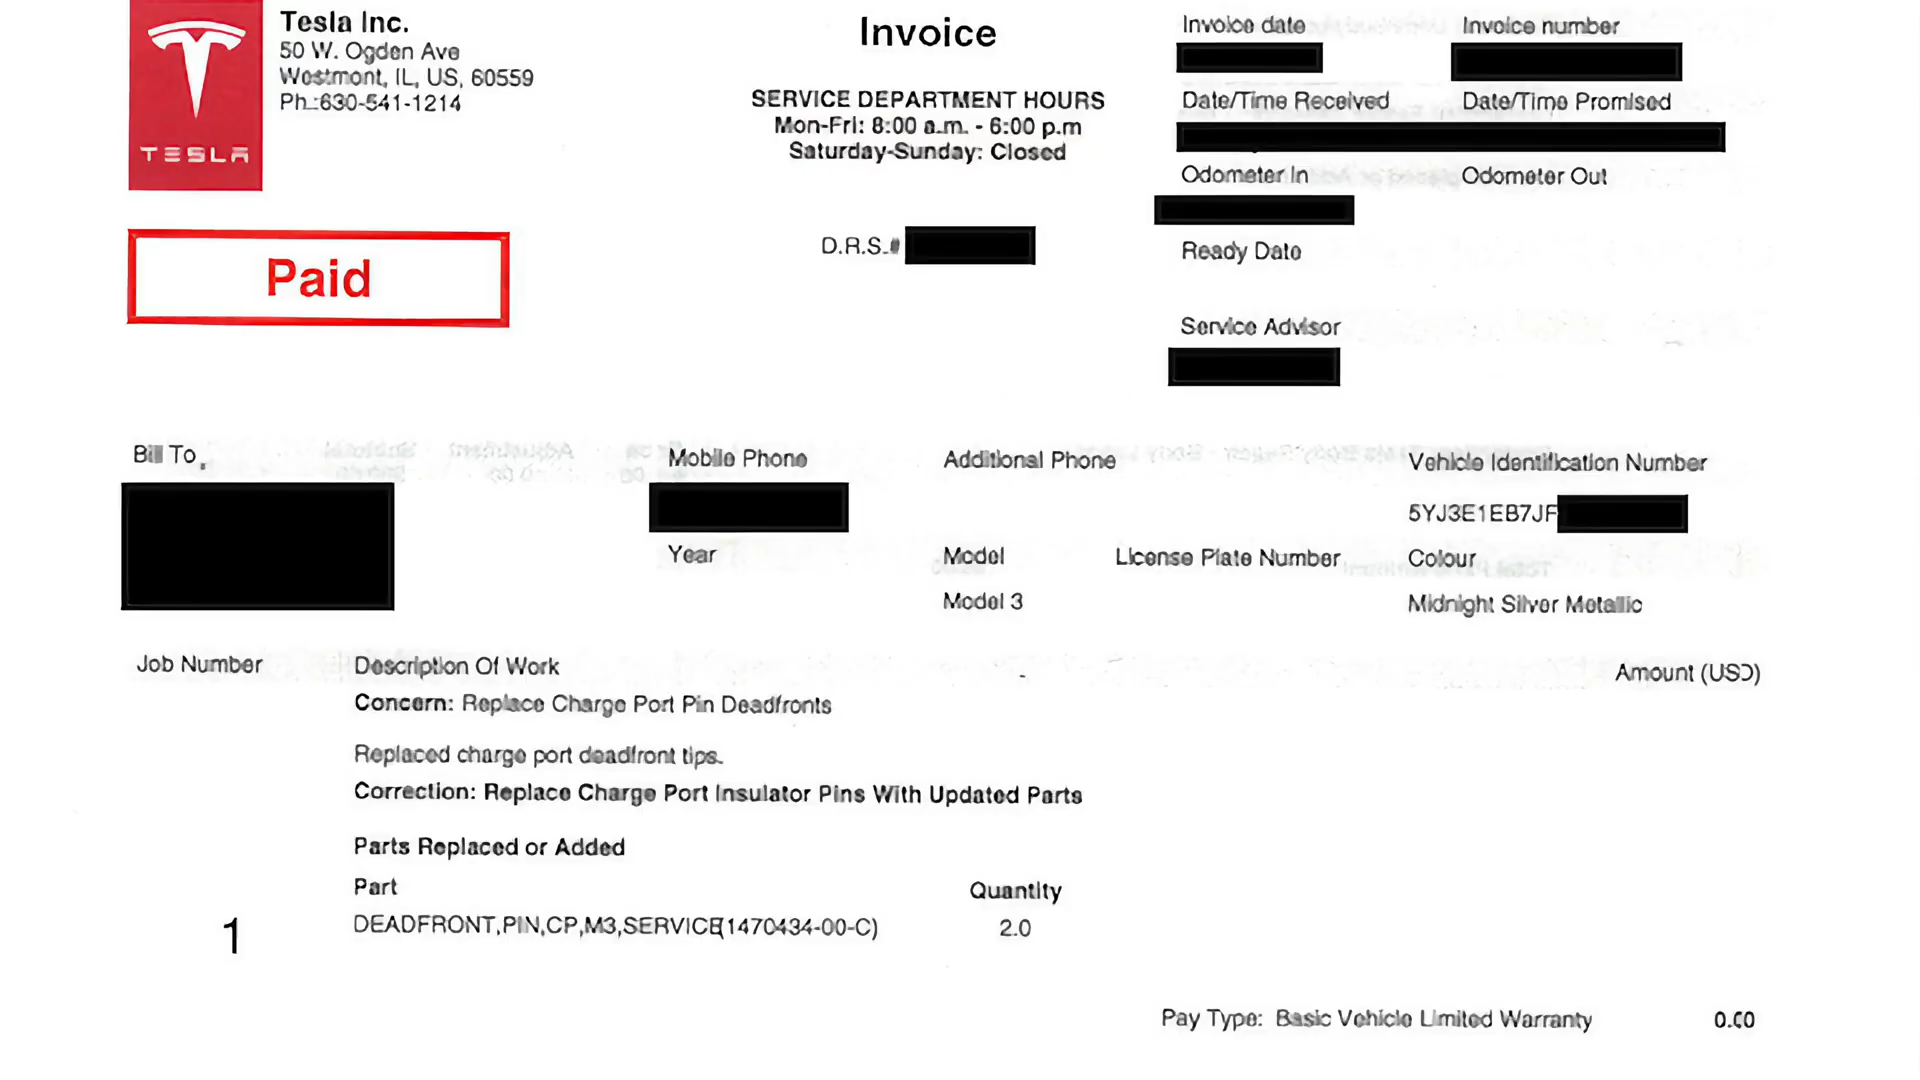 TESLA
Tesla Inc.
50 W. Ogden Ave
Westmont, IL, US, 60559
Ph.:630-541-1214
Paid
Invoice
SERVICE DEPARTMENT HOURS
Mon-Fri: 8:00 a.m. - 6:00 p.m
Saturday-Sunday: Closed
D.R.S.#
Invoice date Invoice number
Date/Time Received Date/Time Promised
Odometer In Odometer Out
Ready Date
Service Advisor
Bill To Mobile Phone Additional Phone Vehicle Identification Number
5YJ3E1EB7JF
Year Model License Plate Number Colour
Model 3 Midnight Silver Metallic
Job Number Description Of Work Amount (USD)
Concern: Replace Charge Port Pin Deadfronts
Replaced charge port deadfront tips.
Correction: Replace Charge Port Insulator Pins With Updated Parts
Parts Replaced or Added
Part Quantity
1 DEADFRONT,PIN,CP,M3,SERVICE(1470434-00-C) 2.0
Pay Type: Basic Vehicle Limited Warranty 0.00